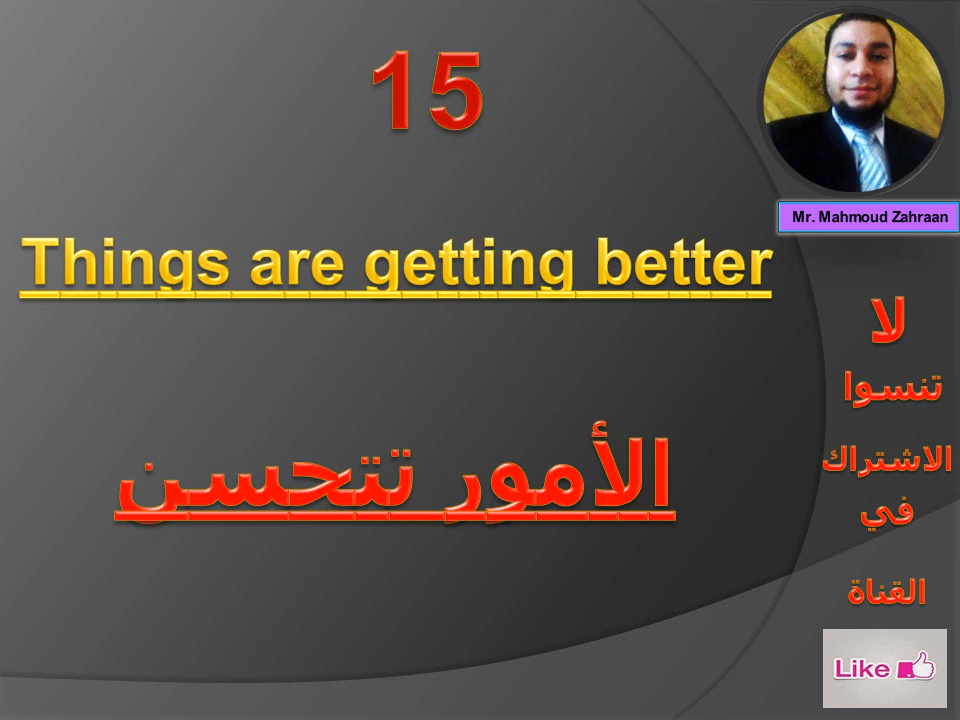 15
Mr. Mahmoud Zahraan
Things are getting better
الأمور تتحسن
لا
تنسوا
الاشتراك
في
القناة
Like